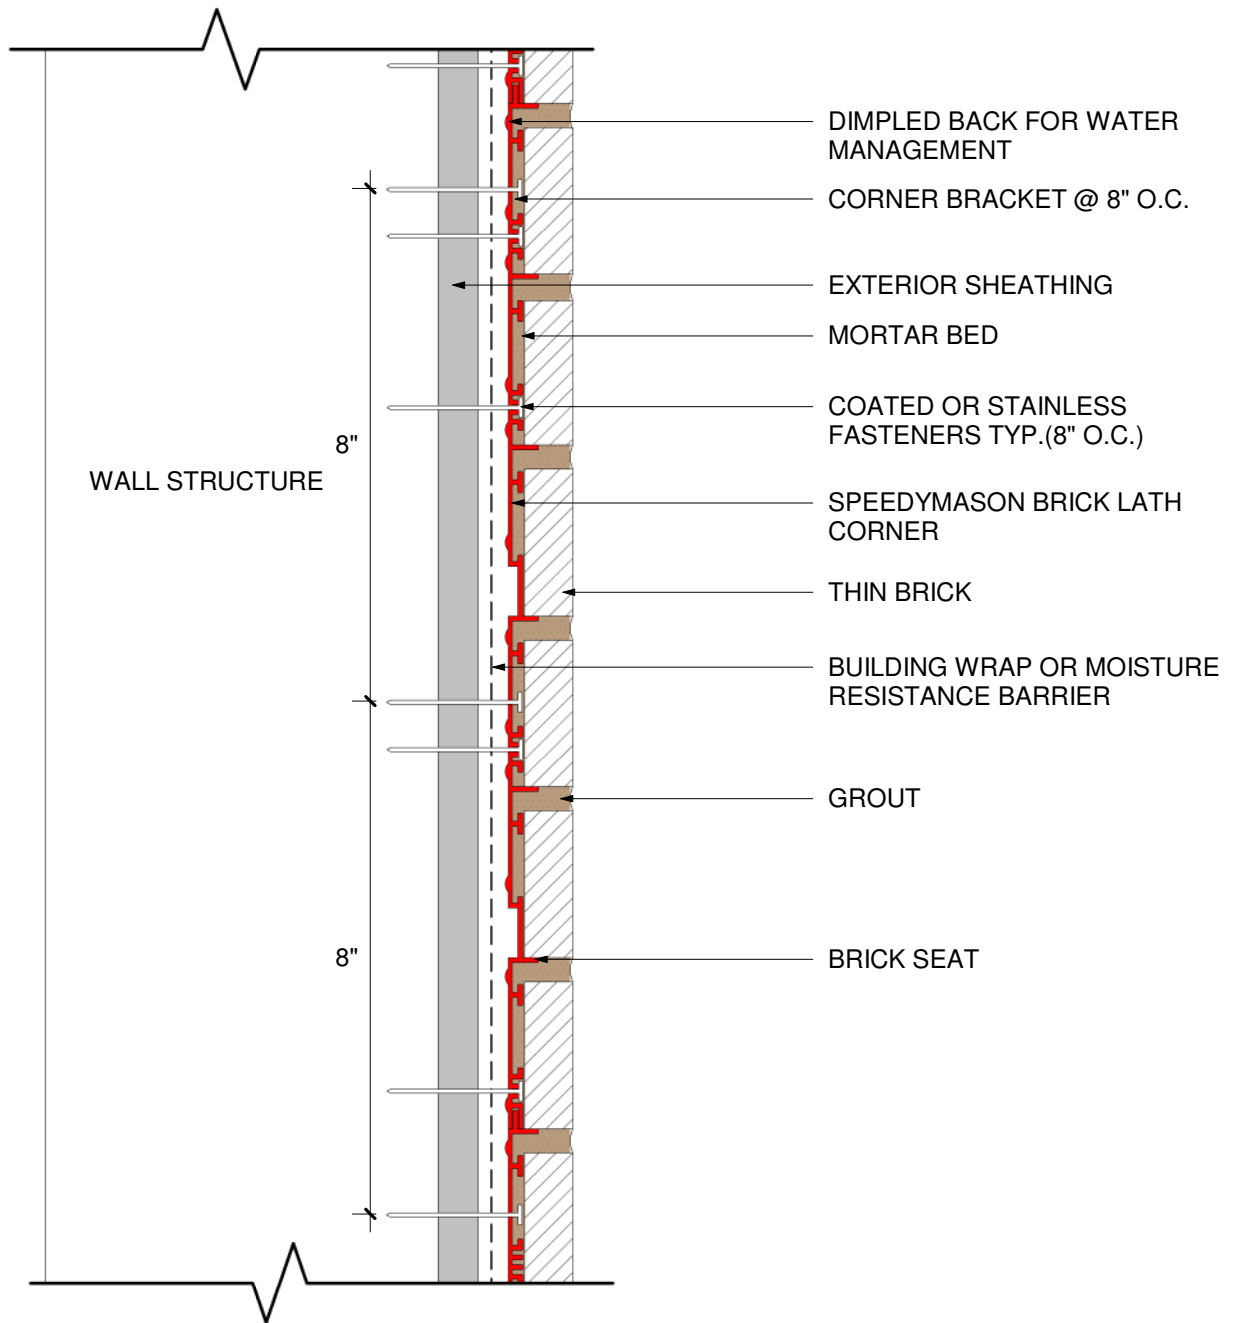 DIMPLED BACK FOR WATER
MANAGEMENT
CORNER BRACKET @ 8" O.C.
EXTERIOR SHEATHING
MORTAR BED
COATED OR STAINLESS
FASTENERS TYP.(8" O.C.)
8"
WALL STRUCTURE
SPEEDYMASON BRICK LATH
CORNER
THIN BRICK
BUILDING WRAP OR MOISTURE
RESISTANCE BARRIER
GROUT
8"
BRICK SEAT